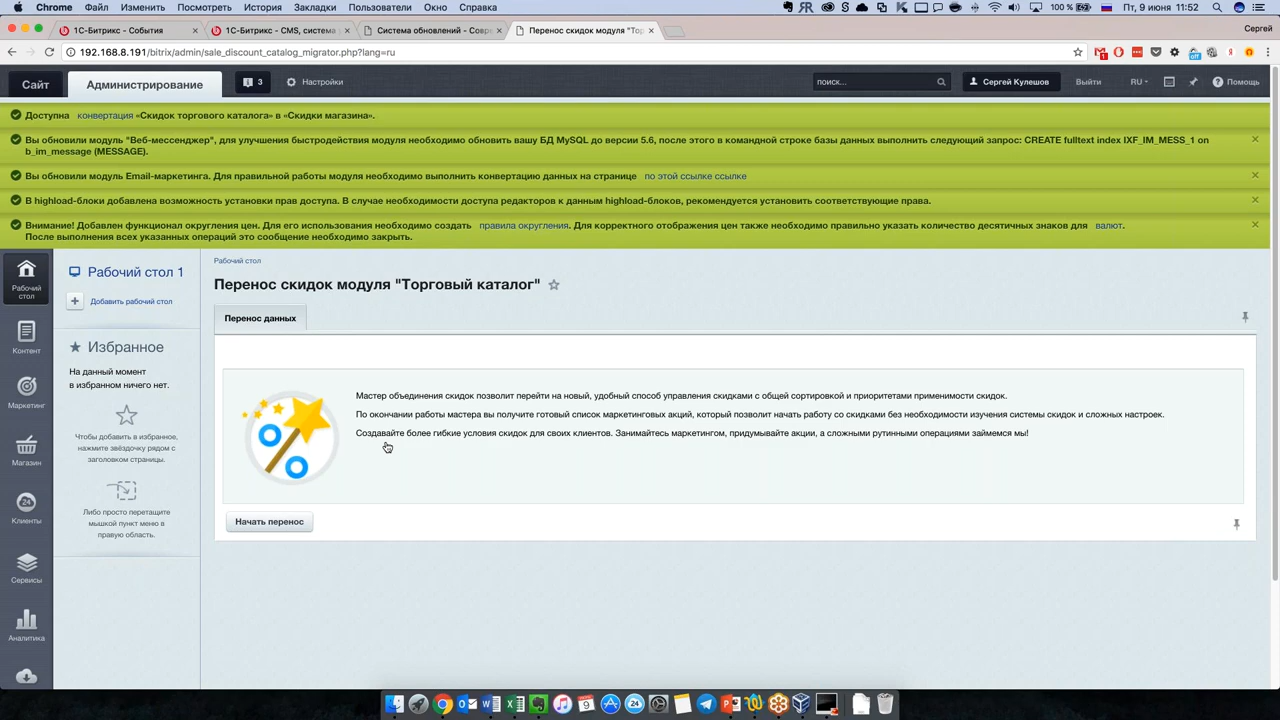 Chrome Файл Изменить Посмотреть История Закладки Пользователи Окно Справка 100 % Пт, 9 июня 11:52
1С-Битрикс - События × 1С-Битрикс - CMS, система × Система обновлений - Совре × Перенос скидок модуля "Тор × Сергей
192.168.8.191/bitrix/admin/sale_discount_catalog_migrator.php?lang=ru
Сайт Администрирование 3 Настройки поиск... Сергей Кулешов Выйти RU Помощь
Доступна конвертация «Скидок торгового каталога» в «Скидки магазина».
Вы обновили модуль "Веб-мессенджер", для улучшения быстродействия модуля необходимо обновить вашу БД MySQL до версии 5.6, после этого в командной строке базы данных выполнить следующий запрос: CREATE fulltext index IXF_IM_MESS_1 on
b_im_message (MESSAGE).
Вы обновили модуль Email-маркетинга. Для правильной работы модуля необходимо выполнить конвертацию данных на странице по этой ссылке ссылке
В highload-блоки добавлена возможность установки прав доступа. В случае необходимости доступа редакторов к данным highload-блоков, рекомендуется установить соответствующие права.
Внимание! Добавлен функционал округления цен. Для его использования необходимо создать правила округления. Для корректного отображения цен также необходимо правильно указать количество десятичных знаков для валют.
После выполнения всех указанных операций это сообщение необходимо закрыть.
Рабочий стол
Контент
Маркетинг
Магазин
24
Клиенты
Сервисы
Аналитика
Рабочий стол 1
Добавить рабочий стол
Избранное
На данный момент
в избранном ничего нет.
Чтобы добавить в избранное,
нажмите звёздочку рядом с
заголовком страницы.
Либо просто перетащите
мышкой пункт меню в
правую область.
Рабочий стол
Перенос скидок модуля "Торговый каталог"
Перенос данных
Мастер объединения скидок позволит перейти на новый, удобный способ управления скидками с общей сортировкой и приоритетами применимости скидок.
По окончании работы мастера вы получите готовый список маркетинговых акций, который позволит начать работу со скидками без необходимости изучения системы скидок и сложных настроек.
Создавайте более гибкие условия скидок для своих клиентов. Занимайтесь маркетингом, придумывайте акции, а сложными рутинными операциями займемся мы!
Начать перенос